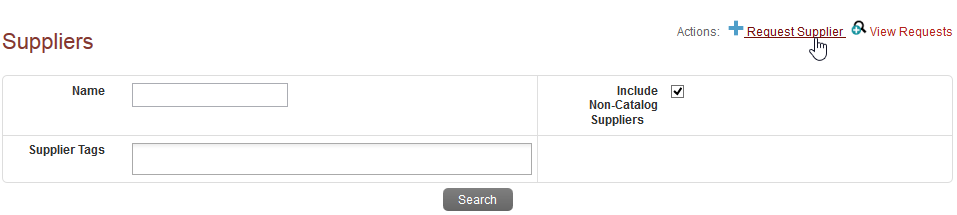 Suppliers
Actions: Request Supplier View Requests
Name
Include
Non-Catalog
Suppliers
Supplier Tags
Search